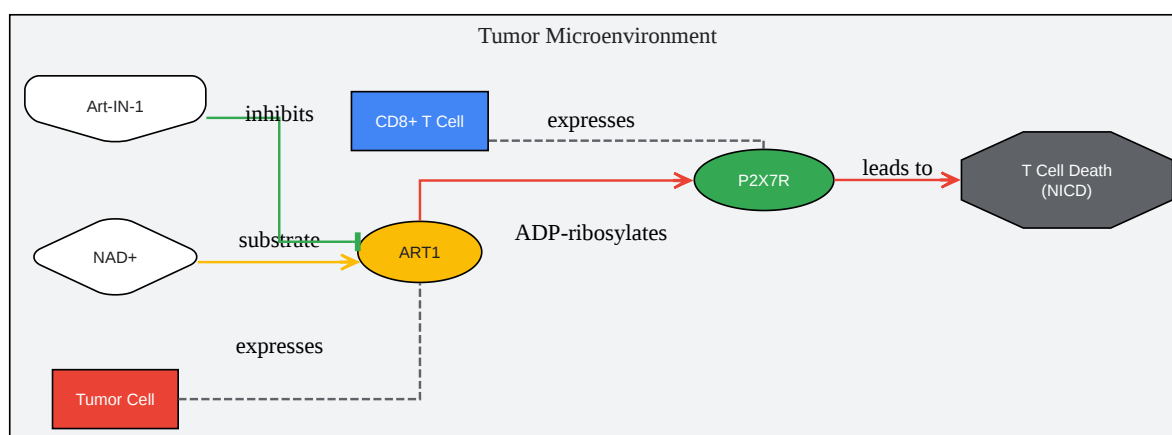 Tumor Microenvironment
Art-IN-1
inhibits
CD8+ T Cell
expresses
P2X7R
leads to
T Cell Death
(NICD)
NAD+
substrate
ART1
ADP-ribosylates
expresses
Tumor Cell